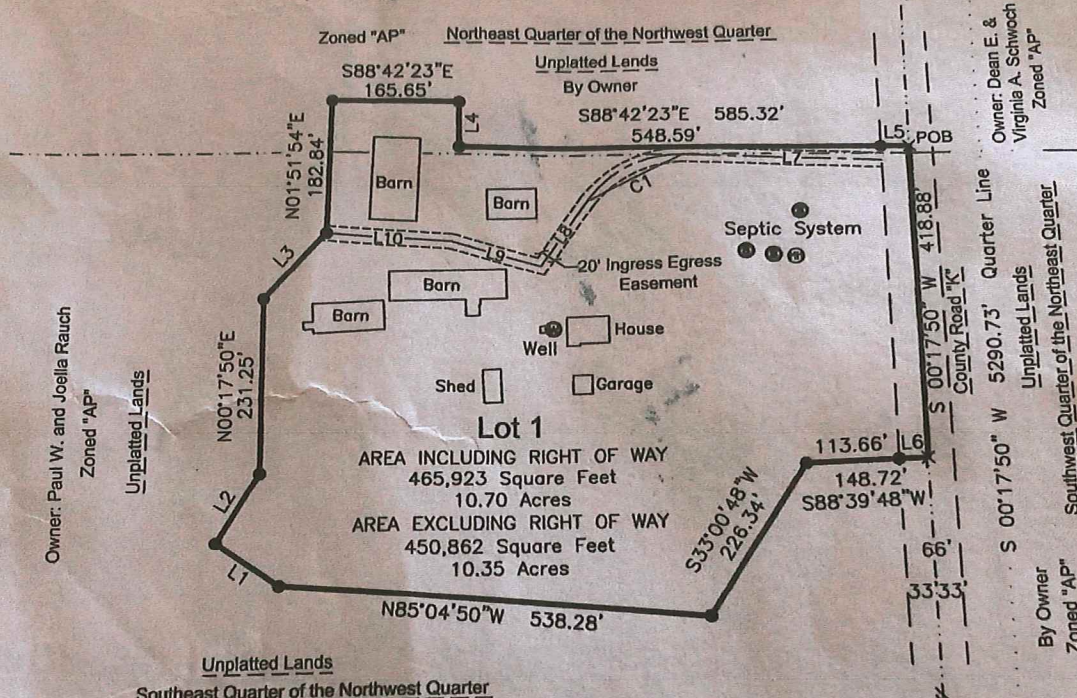 Zoned "AP" Northeast Quarter of the Northwest Quarter
Unplatted Lands
By Owner
S88°42'23"E
165.65'
L4
S88°42'23"E 585.32'
548.59'
L5
POB
Owner: Dean E. &
Virginia A. Schwoch
Zoned "AP"
N01°51'54"E
182.84'
Barn
Barn
C1
L7
L8
L10
L9
L3
Septic System
20' Ingress Egress
Easement
Barn
Barn
Well
House
Shed
Garage
S 00°17'50" W 418.88'
County Road "K"
S 00°17'50" W 5290.73' Quarter Line
Unplatted Lands
Southwest Quarter of the Northeast Quarter
By Owner
Zoned "AP"
Owner: Paul W. and Joella Rauch
Zoned "AP"
Unplatted Lands
N00°17'50"E
231.25'
Lot 1
AREA INCLUDING RIGHT OF WAY
465,923 Square Feet
10.70 Acres
AREA EXCLUDING RIGHT OF WAY
450,862 Square Feet
10.35 Acres
113.66'
L6
148.72'
S88°39'48"W
S33°00'48"W
226.34'
66'
33'
33'
L2
L1
N85°04'50"W 538.28'
Unplatted Lands
Southeast Quarter of the Northwest Quarter